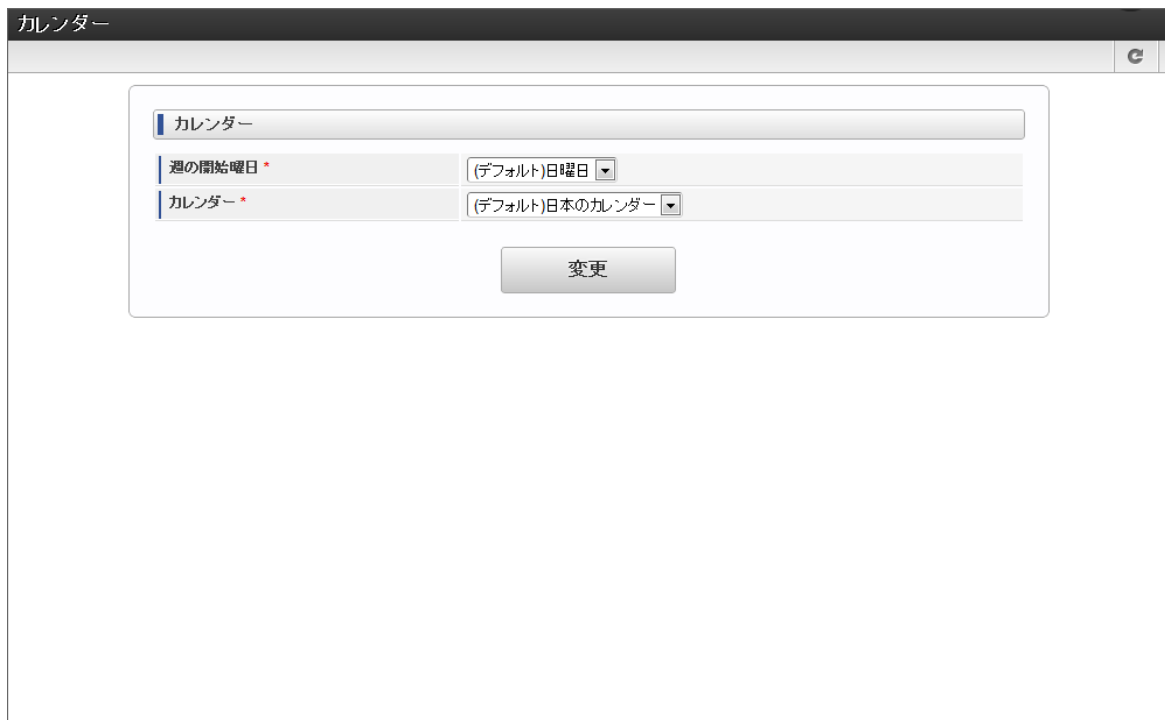 カレンダー
カレンダー
週の開始曜日 *
(デフォルト)日曜日
カレンダー *
(デフォルト)日本のカレンダー
変更